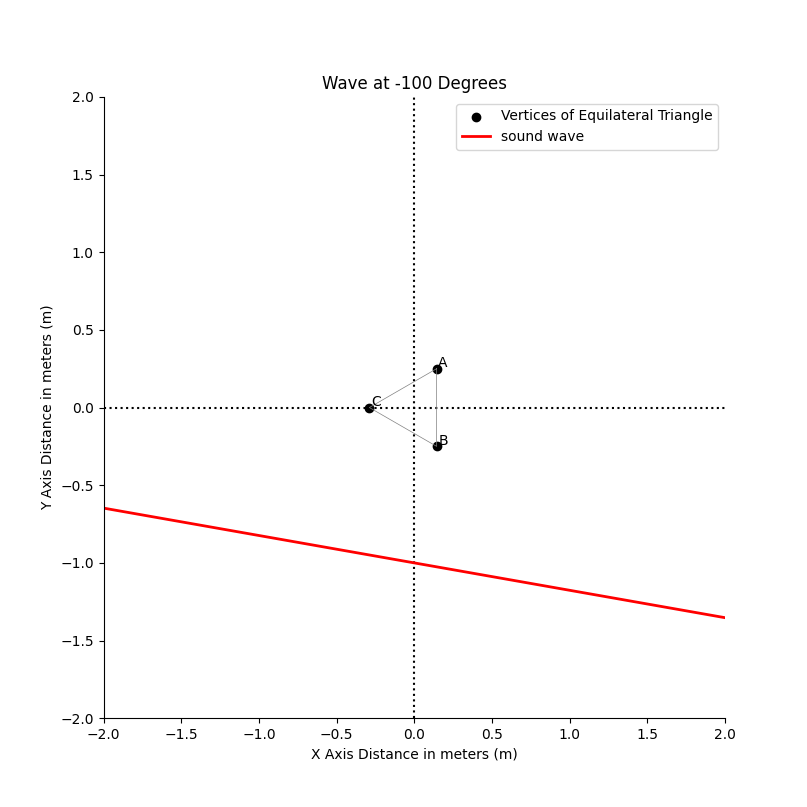 Wave at -100 Degrees
Vertices of Equilateral Triangle
sound wave
2.0
1.5
1.0
0.5
0.0
−0.5
−1.0
−1.5
−2.0
Y Axis Distance in meters (m)
A
C
B
−2.0 −1.5 −1.0 −0.5 0.0 0.5 1.0 1.5 2.0
X Axis Distance in meters (m)